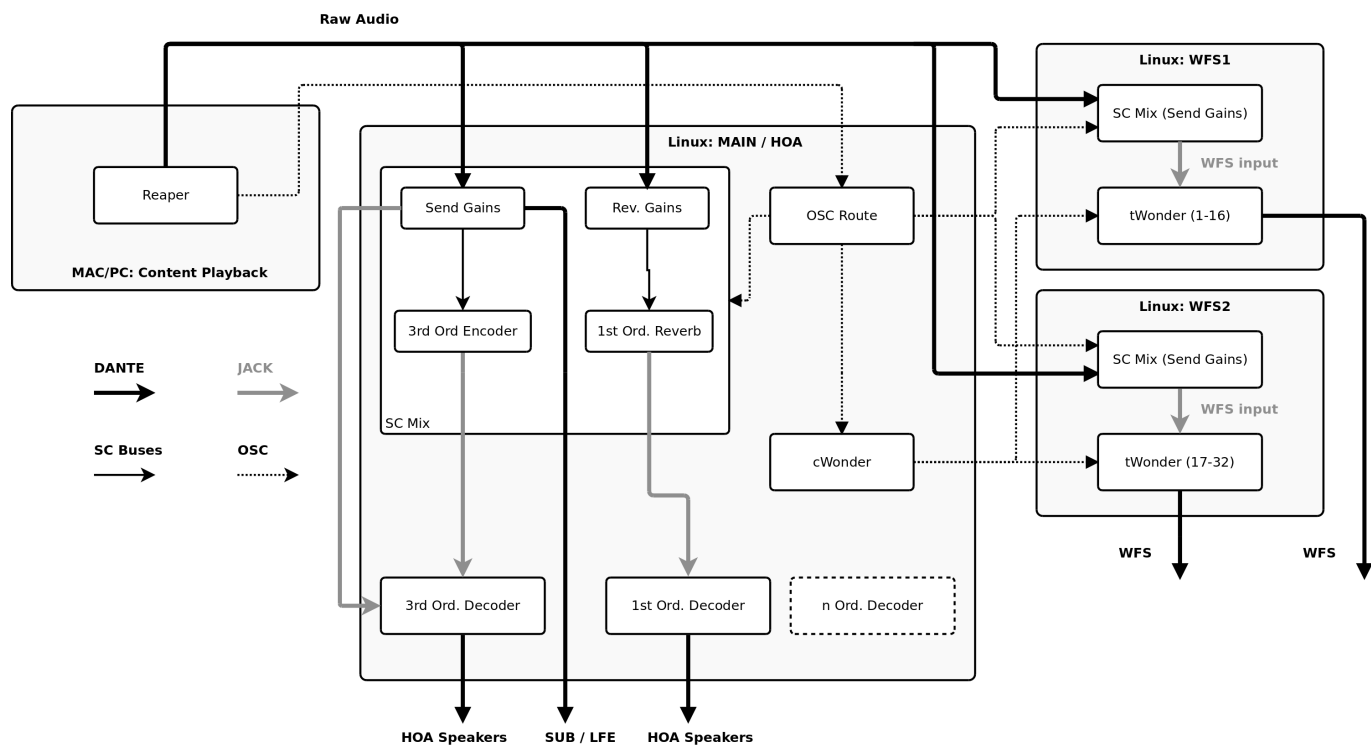 Raw Audio
Linux: WFS1
SC Mix (Send Gains)
Linux: MAIN / HOA
WFS input
Reaper
Send Gains
Rev. Gains
OSC Route
tWonder (1-16)
MAC/PC: Content Playback
Linux: WFS2
3rd Ord Encoder
1st Ord. Reverb
SC Mix (Send Gains)
DANTE
JACK
WFS input
SC Mix
SC Buses
OSC
cWonder
tWonder (17-32)
WFS
WFS
3rd Ord. Decoder
1st Ord. Decoder
n Ord. Decoder
HOA Speakers
SUB / LFE
HOA Speakers